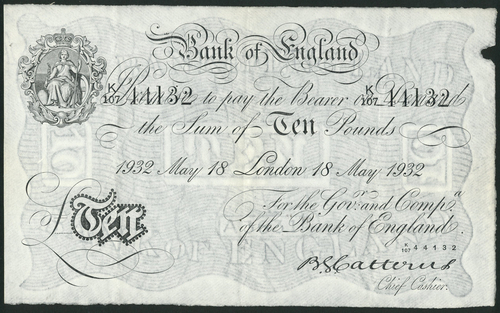 Bank of England
K/107 44132 to pay the Bearer on Demand K/107 44132
the Sum of Ten Pounds
1932 May 18 London 18 May 1932
For the Govr. and Compa.
of the Bank of England.
K/107 44132
£Ten
B G Catterns
Chief Cashier.